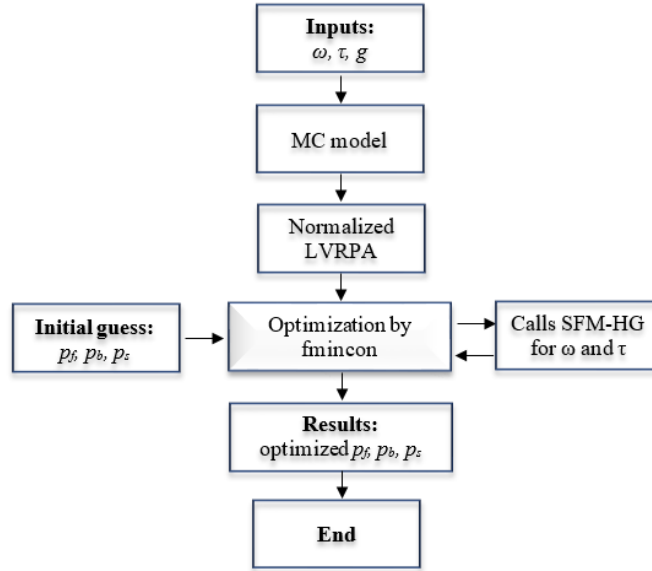 Inputs:
ω, τ, g
MC model
Normalized
LVRPA
Initial guess:
pf, pb, ps
Optimization by
fmincon
Calls SFM-HG
for ω and τ
Results:
optimized pf, pb, ps
End